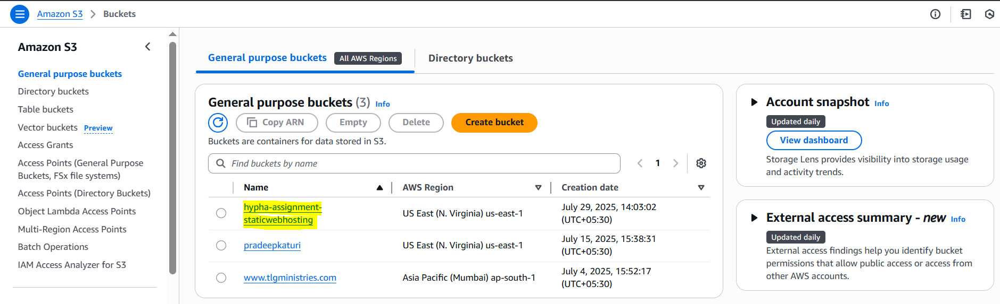 Amazon S3 > Buckets
Amazon S3
General purpose buckets
Directory buckets
Table buckets
Vector buckets Preview
Access Grants
Access Points (General Purpose
Buckets, FSx file systems)
Access Points (Directory Buckets)
Object Lambda Access Points
Multi-Region Access Points
Batch Operations
IAM Access Analyzer for S3
General purpose buckets All AWS Regions Directory buckets
General purpose buckets (3) Info
Copy ARN Empty Delete Create bucket
Buckets are containers for data stored in S3.
Find buckets by name 1
Name AWS Region Creation date
hypha-assignment-
staticwebhosting
US East (N. Virginia) us-east-1
July 29, 2025, 14:03:02
(UTC+05:30)
pradeepkaturi
US East (N. Virginia) us-east-1
July 15, 2025, 15:38:31
(UTC+05:30)
www.tlgministries.com
Asia Pacific (Mumbai) ap-south-1
July 4, 2025, 15:52:17
(UTC+05:30)
Account snapshot Info
Updated daily
View dashboard
Storage Lens provides visibility into storage usage
and activity trends.
External access summary - new Info
Updated daily
External access findings help you identify bucket
permissions that allow public access or access from
other AWS accounts.